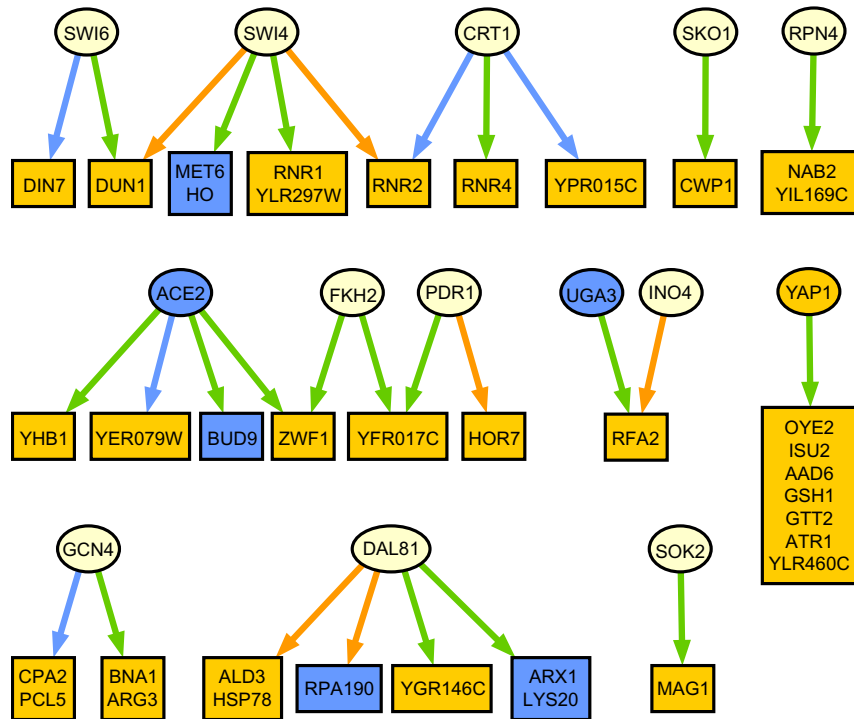 SWI6
SWI4
CRT1
SKO1
RPN4
DIN7
DUN1
MET6
HO
RNR1
YLR297W
RNR2
RNR4
YPR015C
CWP1
NAB2
YIL169C
ACE2
FKH2
PDR1
UGA3
INO4
YAP1
YHB1
YER079W
BUD9
ZWF1
YFR017C
HOR7
RFA2
OYE2
ISU2
AAD6
GSH1
GTT2
ATR1
YLR460C
GCN4
DAL81
SOK2
CPA2
PCL5
BNA1
ARG3
ALD3
HSP78
RPA190
YGR146C
ARX1
LYS20
MAG1